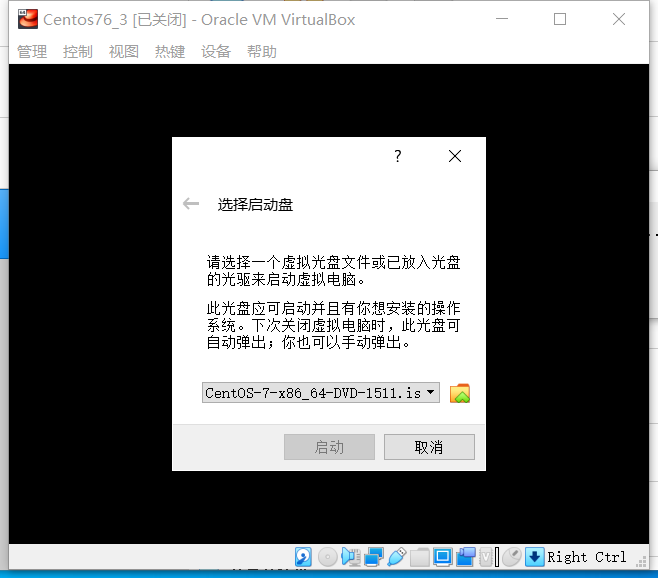 Centos76_3 [已关闭] - Oracle VM VirtualBox
管理 控制 视图 热键 设备 帮助
?
选择启动盘
请选择一个虚拟光盘文件或已放入光盘
的光驱来启动虚拟电脑。
此光盘应可启动并且有你想安装的操作
系统。下次关闭虚拟电脑时，此光盘可
自动弹出；你也可以手动弹出。
CentOS-7-x86_64-DVD-1511.is
启动 取消
Right Ctrl